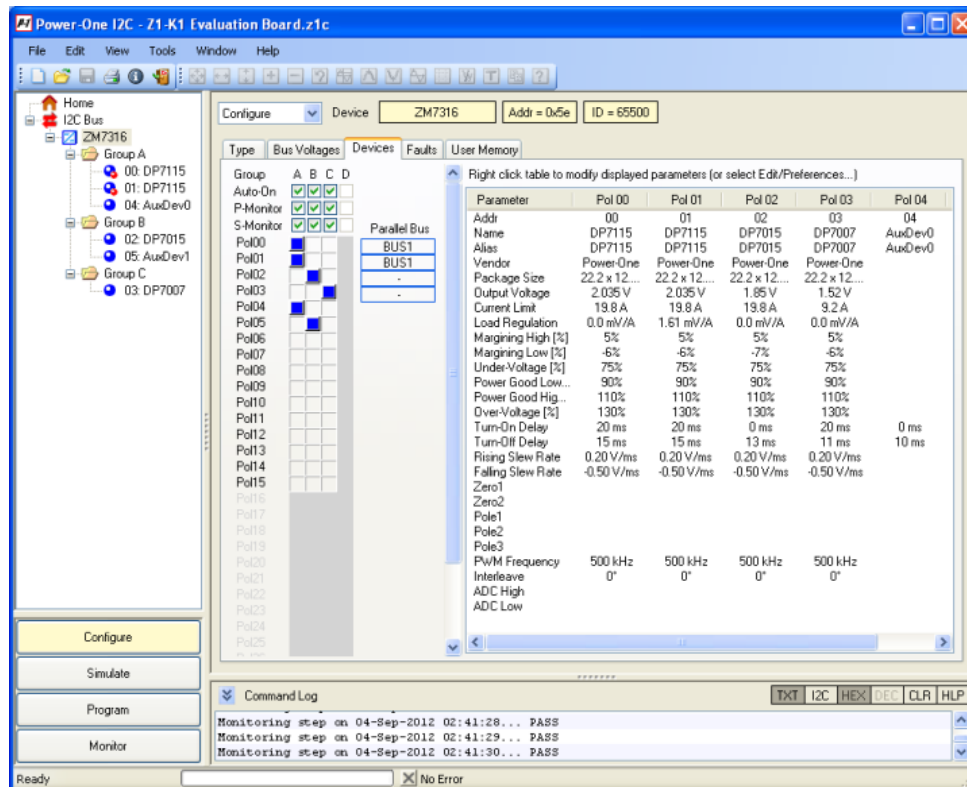 Power-One I2C - Z1-K1 Evaluation Board.z1c
File Edit View Tools Window Help
Home
I2C Bus
ZM7316
Group A
00: DP7115
01: DP7115
04: AuxDev0
Group B
02: DP7015
05: AuxDev1
Group C
03: DP7007
Configure
Simulate
Program
Monitor
Configure Device ZM7316 Addr = 0x5e ID = 65500
Type Bus Voltages Devices Faults User Memory
Group A B C D
Auto-On
P-Monitor
S-Monitor Parallel Bus
Pol00 BUS1
Pol01 BUS1
Pol02 -
Pol03 -
Pol04
Pol05
Pol06
Pol07
Pol08
Pol09
Pol10
Pol11
Pol12
Pol13
Pol14
Pol15
Pol16
Pol17
Pol18
Pol19
Pol20
Pol21
Pol22
Pol23
Pol24
Pol25
Right click table to modify displayed parameters (or select Edit/Preferences...)
Parameter Pol 00 Pol 01 Pol 02 Pol 03 Pol 04
Addr 00 01 02 03 04
Name DP7115 DP7115 DP7015 DP7007 AuxDev0
Alias DP7115 DP7115 DP7015 DP7007 AuxDev0
Vendor Power-One Power-One Power-One Power-One
Package Size 22.2 x 12.... 22.2 x 12.... 22.2 x 12.... 22.2 x 12....
Output Voltage 2.035 V 2.035 V 1.85 V 1.52 V
Current Limit 19.8 A 19.8 A 19.8 A 9.2 A
Load Regulation 0.0 mV/A 1.61 mV/A 0.0 mV/A 0.0 mV/A
Margining High [%] 5% 5% 5% 5%
Margining Low [%] -6% -6% -7% -6%
Under-Voltage [%] 75% 75% 75% 75%
Power Good Low... 90% 90% 90% 90%
Power Good Hig... 110% 110% 110% 110%
Over-Voltage [%] 130% 130% 130% 130%
Turn-On Delay 20 ms 20 ms 0 ms 20 ms 0 ms
Turn-Off Delay 15 ms 15 ms 13 ms 11 ms 10 ms
Rising Slew Rate 0.20 V/ms 0.20 V/ms 0.20 V/ms 0.20 V/ms
Falling Slew Rate -0.50 V/ms -0.50 V/ms -0.50 V/ms -0.50 V/ms
Zero1
Zero2
Pole1
Pole2
Pole3
PWM Frequency 500 kHz 500 kHz 500 kHz 500 kHz
Interleave 0° 0° 0° 0°
ADC High
ADC Low
Command Log TXT I2C HEX DEC CLR HLP
Monitoring step on 04-Sep-2012 02:41:28... PASS
Monitoring step on 04-Sep-2012 02:41:29... PASS
Monitoring step on 04-Sep-2012 02:41:30... PASS
Ready No Error